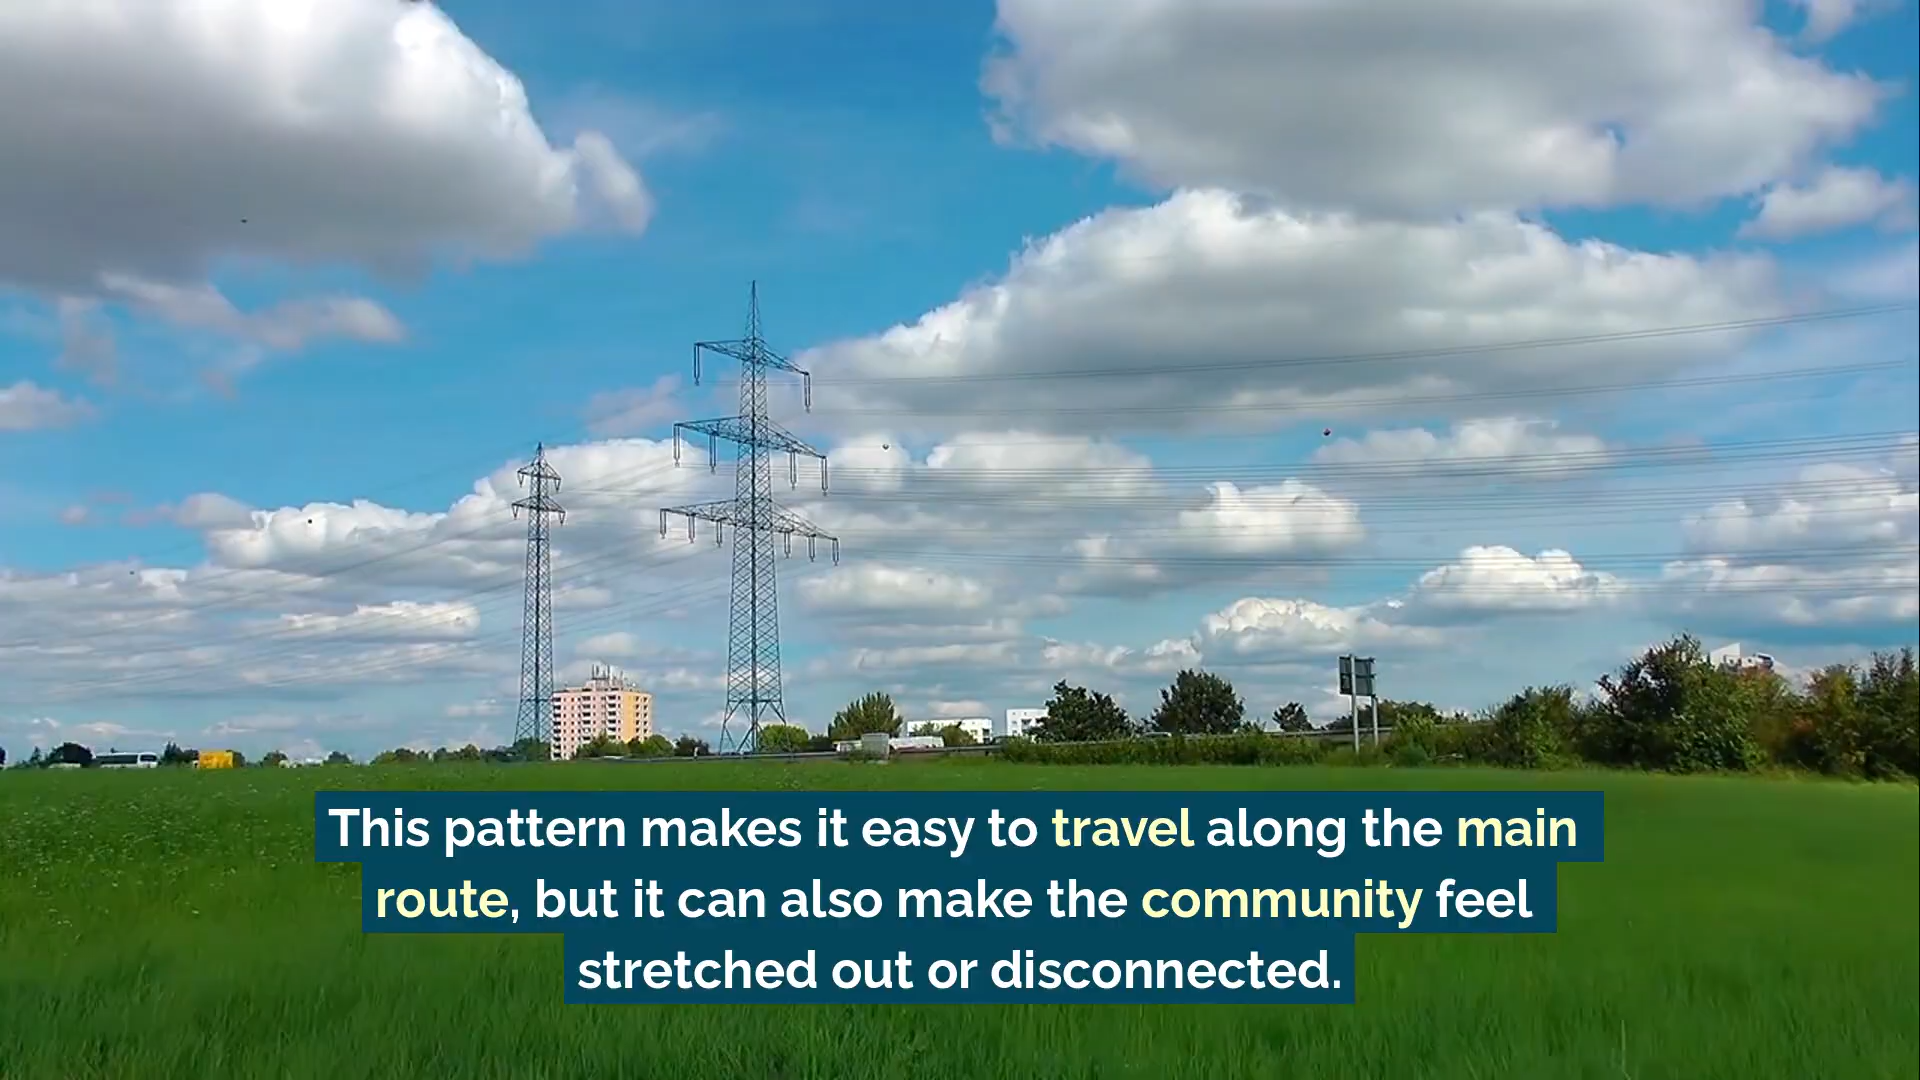 This pattern makes it easy to travel along the main
route, but it can also make the community feel
stretched out or disconnected.